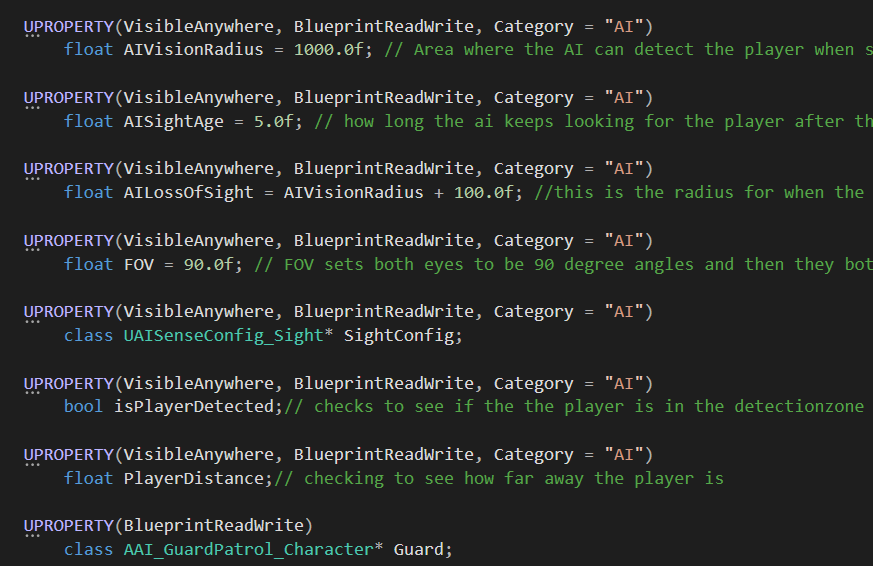 UPROPERTY(VisibleAnywhere, BlueprintReadWrite, Category = "AI")
float AIVisionRadius = 1000.0f; // Area where the AI can detect the player when s
UPROPERTY(VisibleAnywhere, BlueprintReadWrite, Category = "AI")
float AISightAge = 5.0f; // how long the ai keeps looking for the player after th
UPROPERTY(VisibleAnywhere, BlueprintReadWrite, Category = "AI")
float AILossOfSight = AIVisionRadius + 100.0f; //this is the radius for when the
UPROPERTY(VisibleAnywhere, BlueprintReadWrite, Category = "AI")
float FOV = 90.0f; // FOV sets both eyes to be 90 degree angles and then they bot
UPROPERTY(VisibleAnywhere, BlueprintReadWrite, Category = "AI")
class UAISenseConfig_Sight* SightConfig;
UPROPERTY(VisibleAnywhere, BlueprintReadWrite, Category = "AI")
bool isPlayerDetected;// checks to see if the the player is in the detectionzone
UPROPERTY(VisibleAnywhere, BlueprintReadWrite, Category = "AI")
float PlayerDistance;// checking to see how far away the player is
UPROPERTY(BlueprintReadWrite)
class AAI_GuardPatrol_Character* Guard;